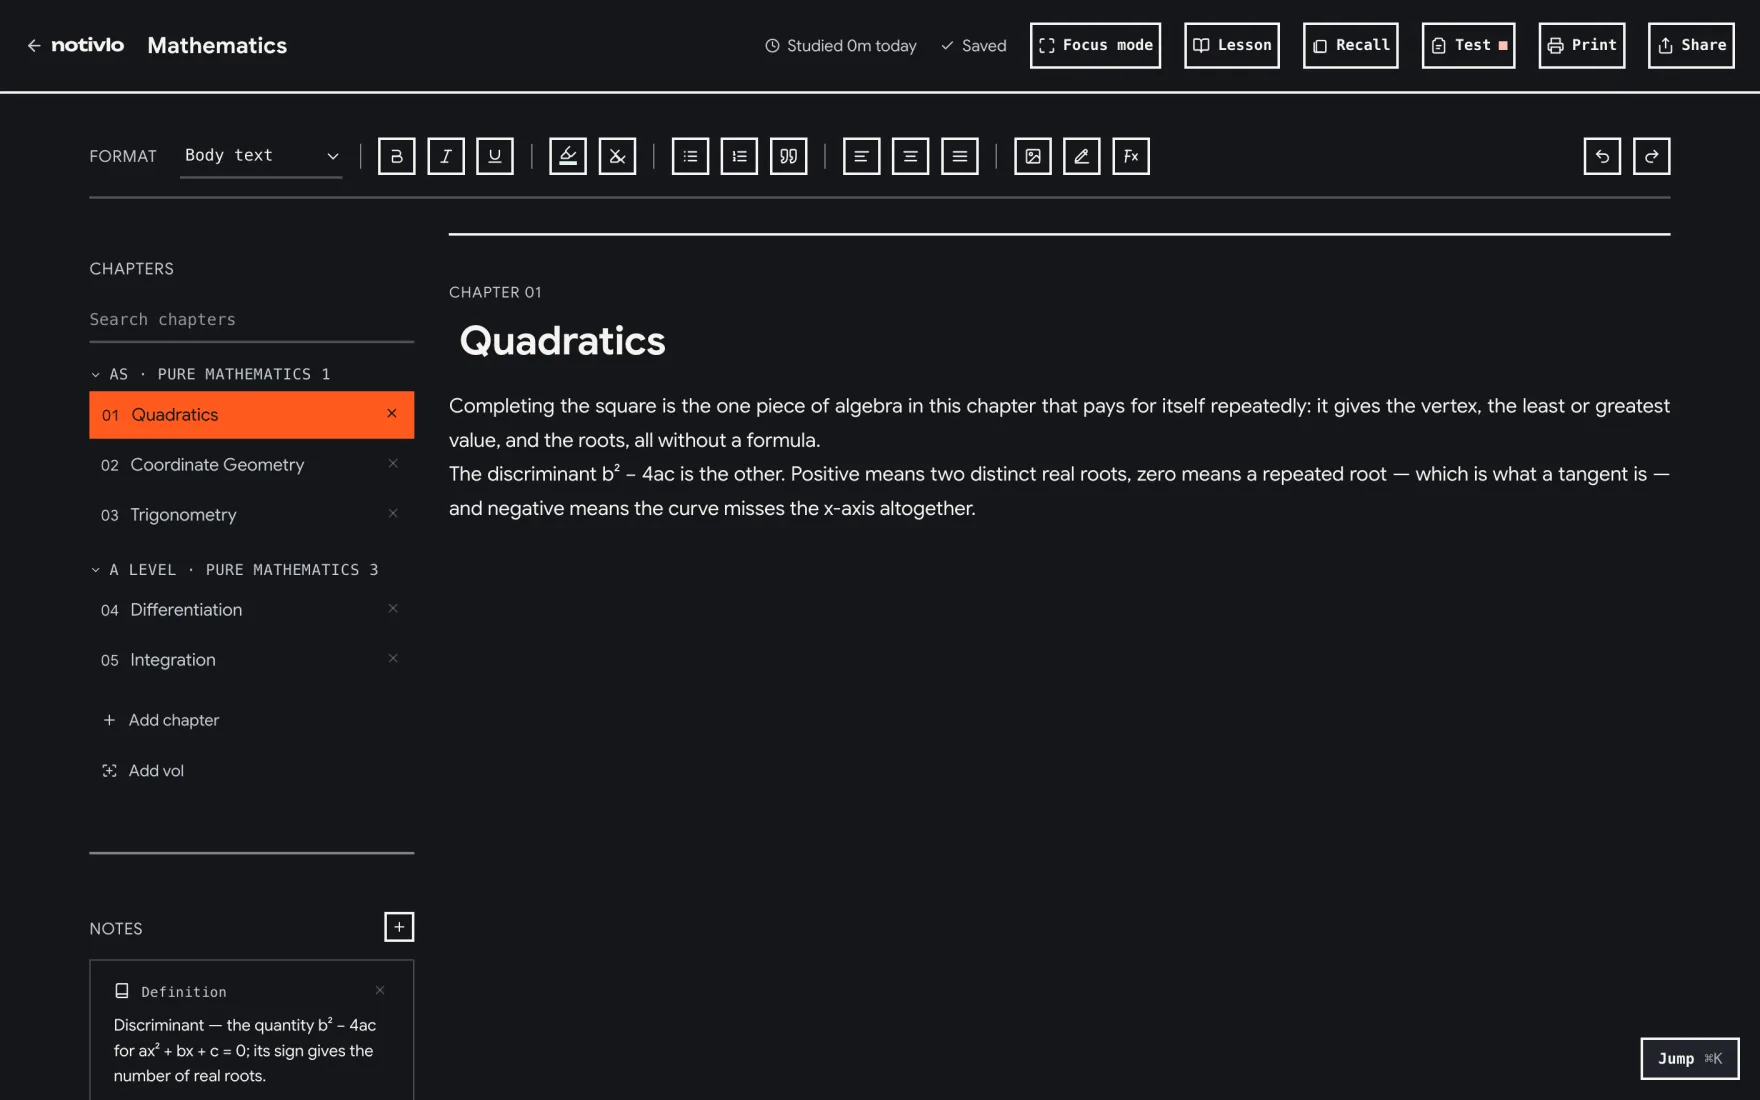 ← notivlo Mathematics
Studied 0m today
Saved
Focus mode
Lesson
Recall
Test
Print
Share
FORMAT
Body text
B I U
Fx
CHAPTERS
Search chapters
AS · PURE MATHEMATICS 1
01 Quadratics ×
02 Coordinate Geometry ×
03 Trigonometry ×
A LEVEL · PURE MATHEMATICS 3
04 Differentiation ×
05 Integration ×
+ Add chapter
Add vol
NOTES +
Definition ×
Discriminant — the quantity b² – 4ac
for ax² + bx + c = 0; its sign gives the
number of real roots.
CHAPTER 01
Quadratics
Completing the square is the one piece of algebra in this chapter that pays for itself repeatedly: it gives the vertex, the least or greatest
value, and the roots, all without a formula.
The discriminant b² – 4ac is the other. Positive means two distinct real roots, zero means a repeated root — which is what a tangent is —
and negative means the curve misses the x-axis altogether.
Jump ⌘K